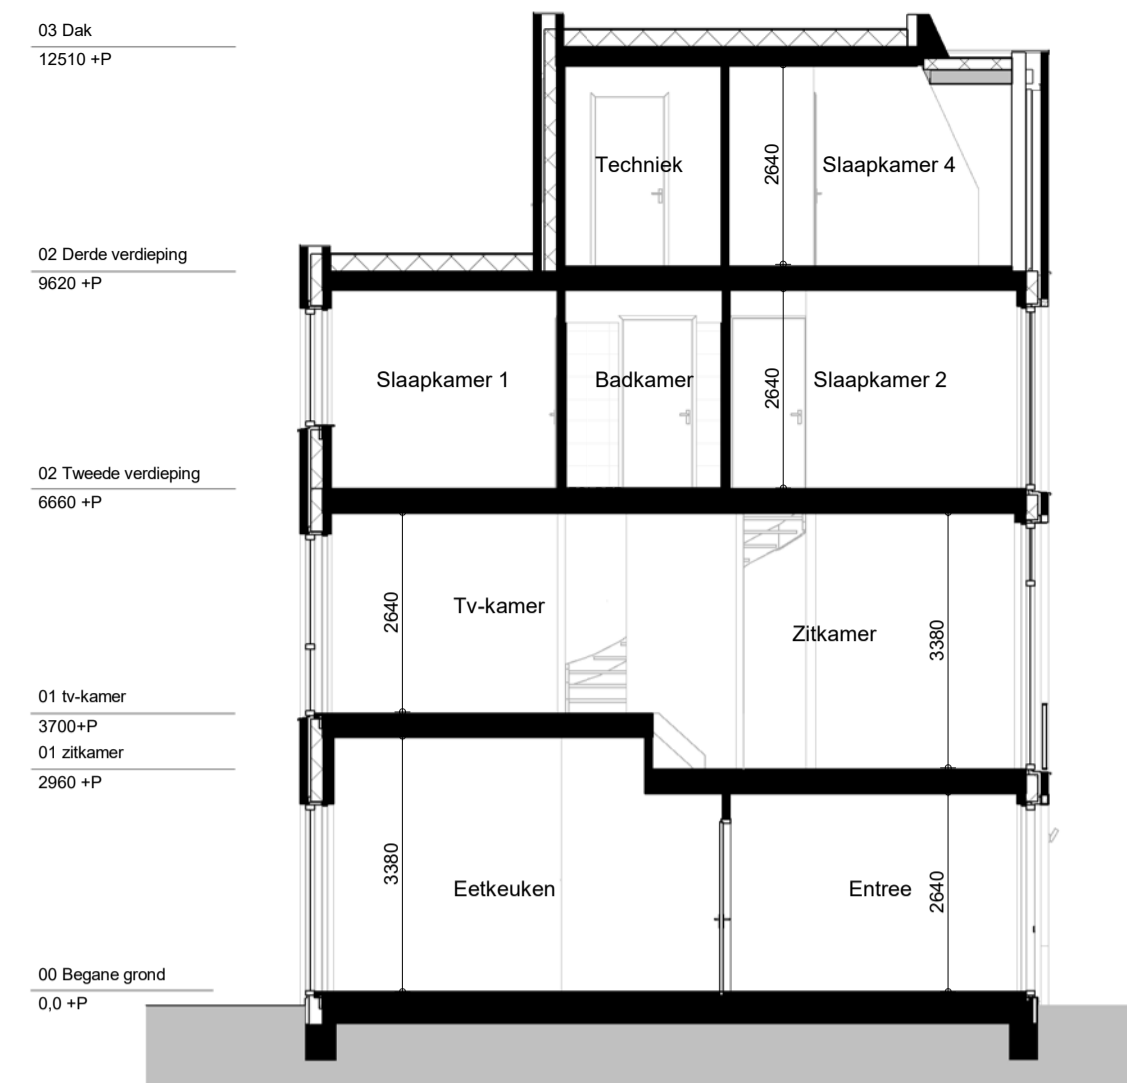 03 Dak
12510 +P
Techniek
2640
Slaapkamer 4
02 Derde verdieping
9620 +P
Slaapkamer 1
Badkamer
2640
Slaapkamer 2
02 Tweede verdieping
6660 +P
2640
Tv-kamer
Zitkamer
3380
01 tv-kamer
3700+P
01 zitkamer
2960 +P
3380
Eetkeuken
Entree
2640
00 Begane grond
0,0 +P